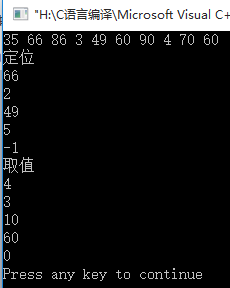 "H:\C语言编译\Microsoft Visual C+
35 66 86 3 49 60 90 4 70 60
定位
66
2
49
5
-1
取值
4
3
10
60
0
Press any key to continue